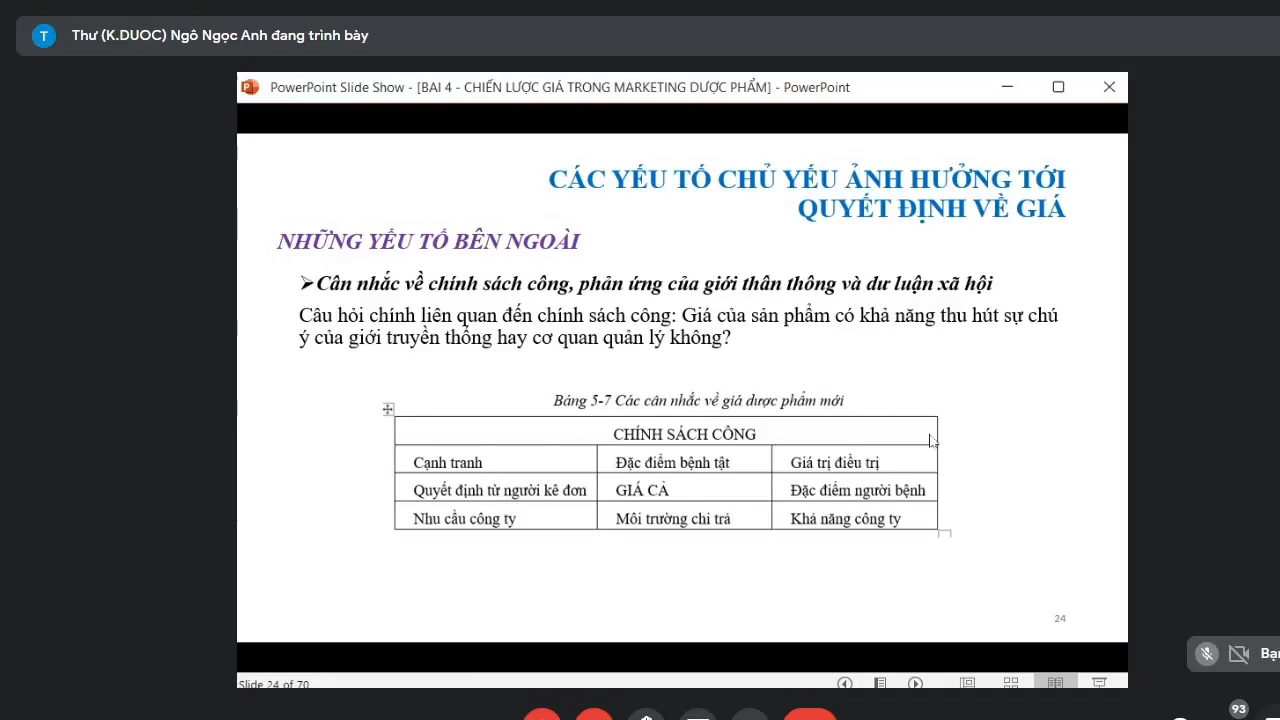 T
Thư (K.DUOC) Ngô Ngọc Anh đang trình bày
PowerPoint Slide Show - [BAI 4 - CHIẾN LƯỢC GIÁ TRONG MARKETING DƯỢC PHẨM] - PowerPoint
CÁC YẾU TỐ CHỦ YẾU ẢNH HƯỞNG TỚI
QUYẾT ĐỊNH VỀ GIÁ
NHỮNG YẾU TỐ BÊN NGOÀI
➢Cân nhắc về chính sách công, phản ứng của giới thân thông và dư luận xã hội
Câu hỏi chính liên quan đến chính sách công: Giá của sản phẩm có khả năng thu hút sự chú
ý của giới truyền thống hay cơ quan quản lý không?
Bảng 5-7 Các cân nhắc về giá dược phẩm mới
CHÍNH SÁCH CÔNG
Cạnh tranh Đặc điểm bệnh tật Giá trị điều trị
Quyết định từ người kê đơn GIÁ CẢ Đặc điểm người bệnh
Nhu cầu công ty Môi trường chi trả Khả năng công ty
24
Slide 24 of 70
Bạn
93